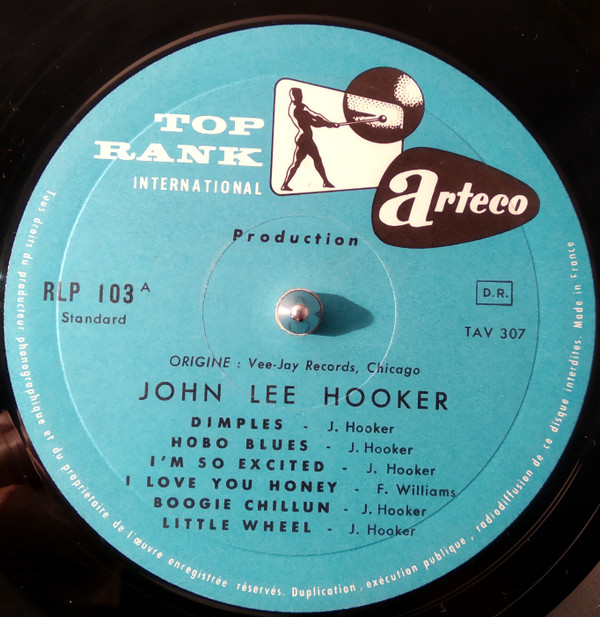 TOP
RANK
INTERNATIONAL
arteco
Production
RLP 103 A
Standard
D.R.
TAV 307
ORIGINE : Vee-Jay Records, Chicago
JOHN LEE HOOKER
DIMPLES - J. Hooker
HOBO BLUES - J. Hooker
I'M SO EXCITED - J. Hooker
I LOVE YOU HONEY - F. Williams
BOOGIE CHILLUN - J. Hooker
LITTLE WHEEL - J. Hooker
Tous droits du producteur phonographique et du propriétaire de l'œuvre enregistrée réservés. Duplication, exécution publique, radiodiffusion de ce disque interdites. Made in France